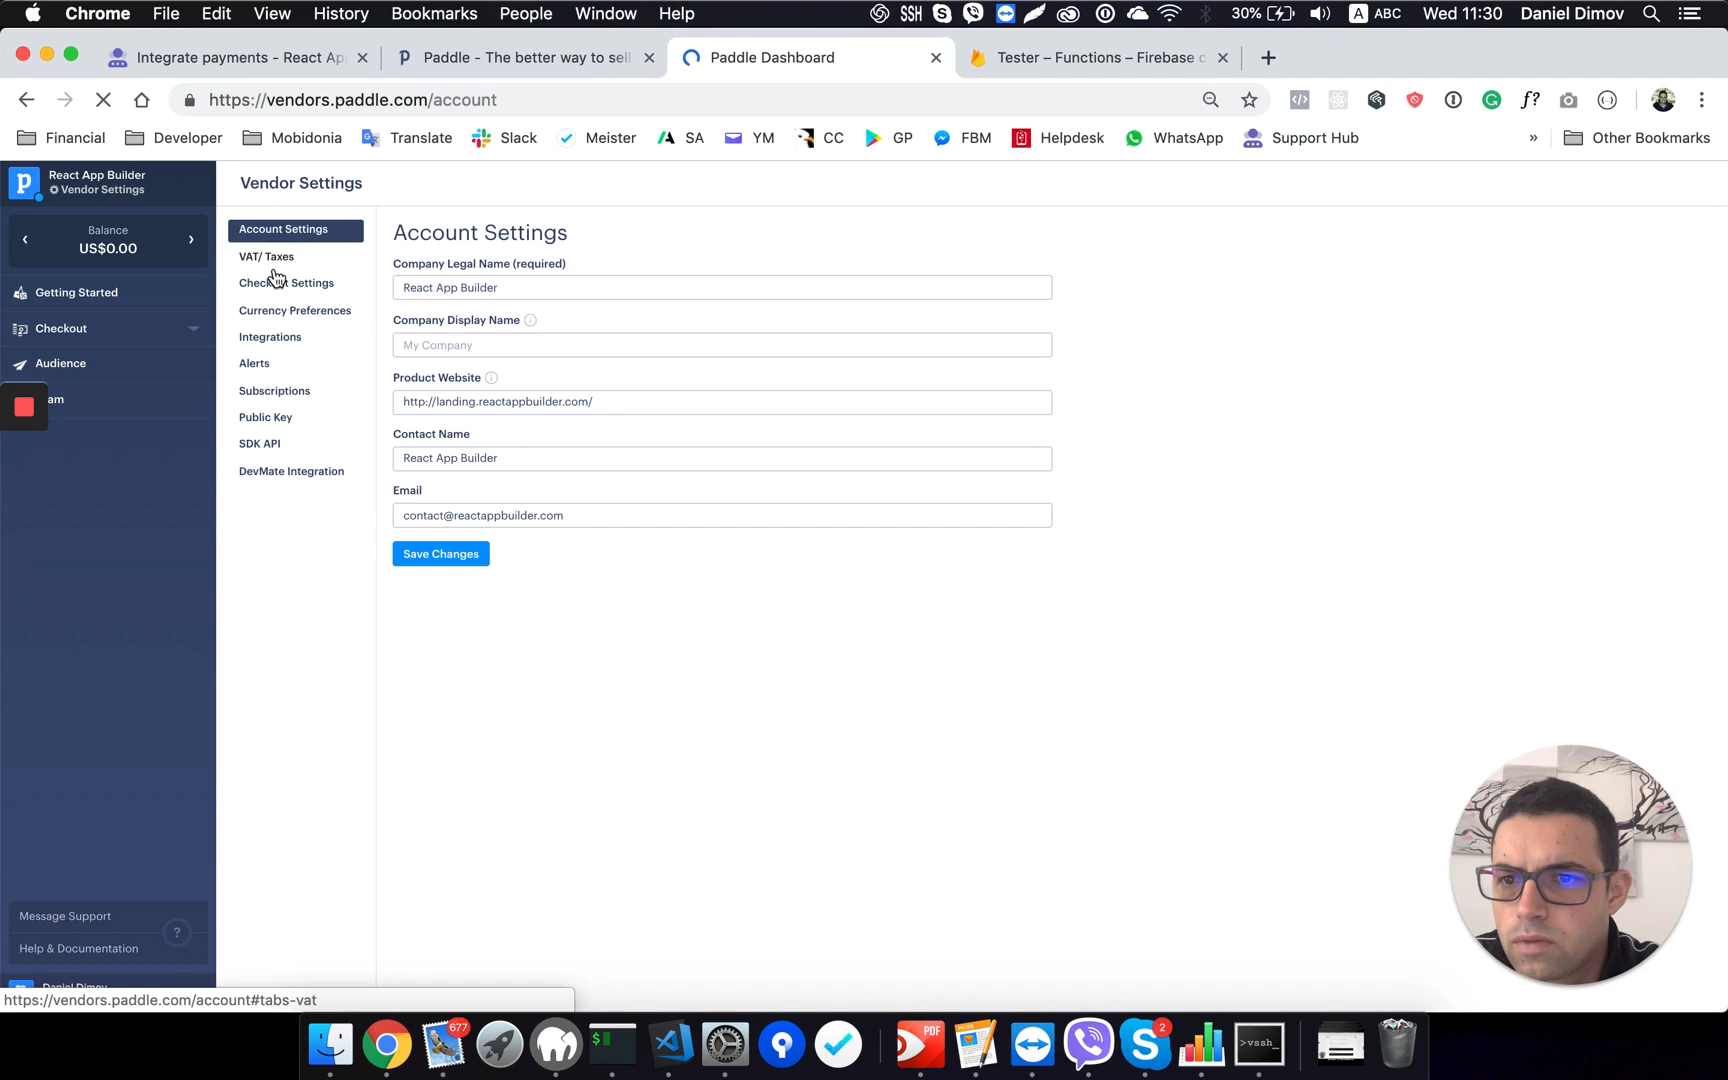 Chrome File Edit View History Bookmarks People Window Help SSH 30% A ABC Wed 11:30 Daniel Dimov
Integrate payments - React Ap
Paddle - The better way to sell
Paddle Dashboard
Tester – Functions – Firebase c
https://vendors.paddle.com/account
f?
Financial Developer Mobidonia Translate Slack Meister SA YM CC GP FBM Helpdesk WhatsApp Support Hub » Other Bookmarks
React App Builder
Vendor Settings
Balance
US$0.00
Getting Started
Checkout
Audience
am
Message Support
Help & Documentation
?
Daniel Dimov
Vendor Settings
Account Settings
VAT/ Taxes
Settings
Currency Preferences
Integrations
Alerts
Subscriptions
Public Key
SDK API
DevMate Integration
Account Settings
Company Legal Name (required)
React App Builder
Company Display Name
My Company
Product Website
http://landing.reactappbuilder.com/
Contact Name
React App Builder
Email
contact@reactappbuilder.com
Save Changes
https://vendors.paddle.com/account#tabs-vat
677
$
PDF
2
>vssh_